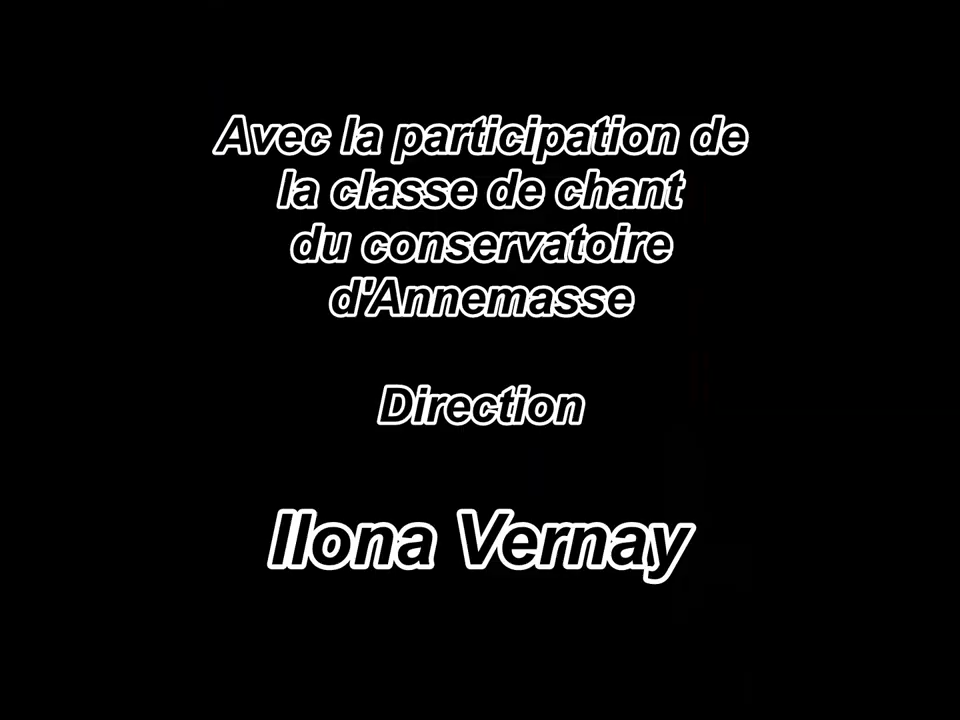 Avec la participation de
la classe de chant
du conservatoire
d'Annemasse
Direction
Ilona Vernay